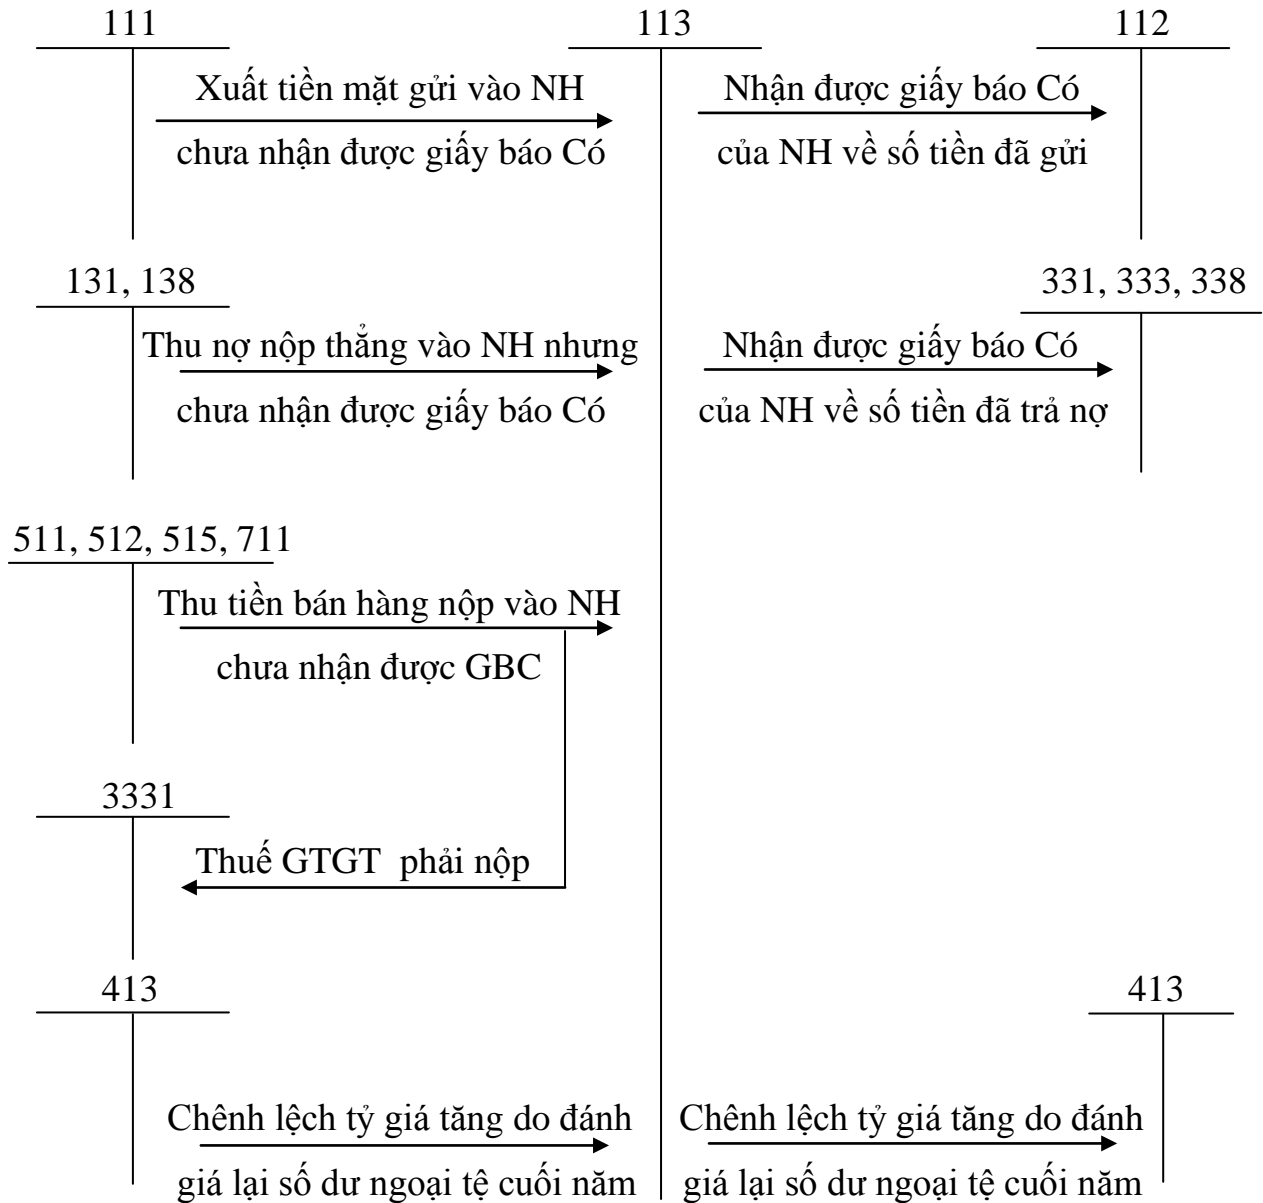 111
113
112
Xuất tiền mặt gửi vào NH
chưa nhận được giấy báo Có
Nhận được giấy báo Có
của NH về số tiền đã gửi
131, 138
331, 333, 338
Thu nợ nộp thẳng vào NH nhưng
chưa nhận được giấy báo Có
Nhận được giấy báo Có
của NH về số tiền đã trả nợ
511, 512, 515, 711
Thu tiền bán hàng nộp vào NH
chưa nhận được GBC
3331
Thuế GTGT phải nộp
413
413
Chênh lệch tỷ giá tăng do đánh
giá lại số dư ngoại tệ cuối năm
Chênh lệch tỷ giá tăng do đánh
giá lại số dư ngoại tệ cuối năm